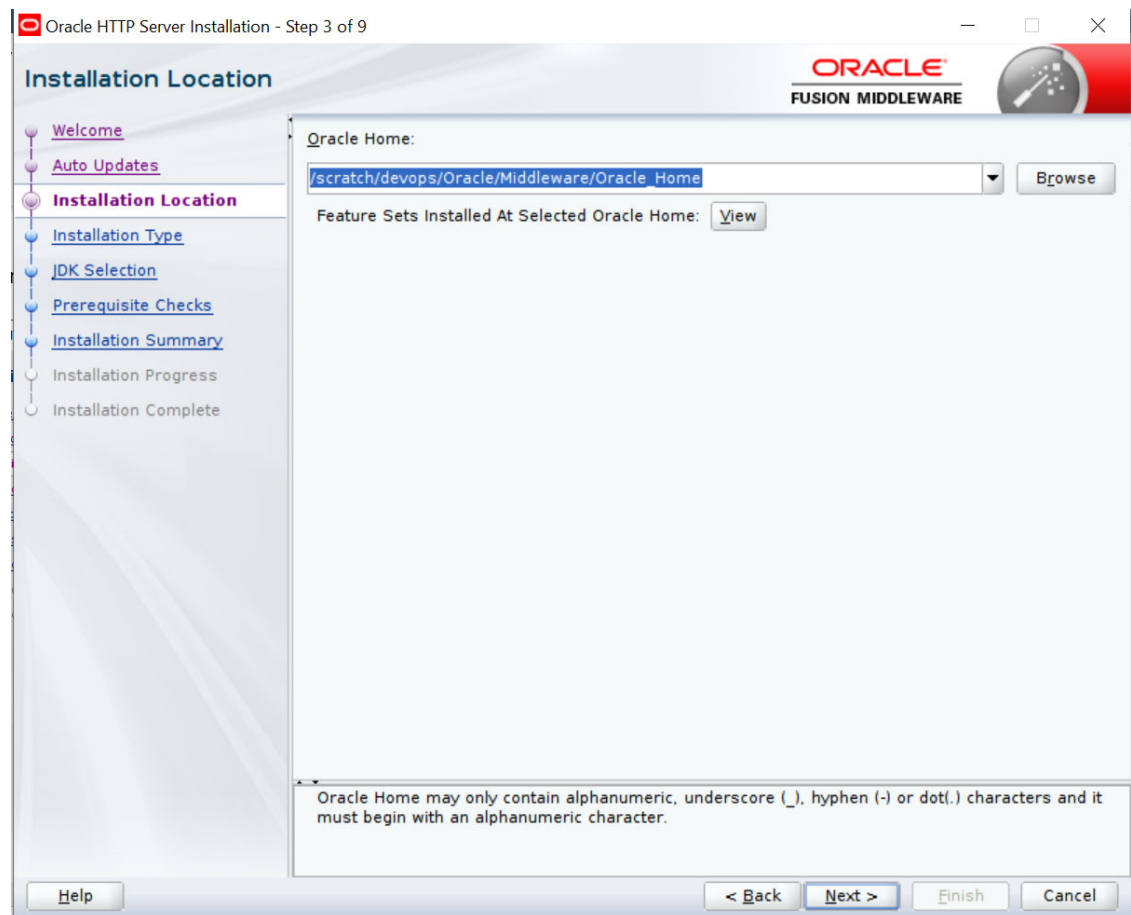 Oracle HTTP Server Installation - Step 3 of 9
Installation Location
ORACLE
FUSION MIDDLEWARE
Welcome
Auto Updates
Installation Location
Installation Type
JDK Selection
Prerequisite Checks
Installation Summary
Installation Progress
Installation Complete
Oracle Home:
/scratch/devops/Oracle/Middleware/Oracle_Home
Browse
Feature Sets Installed At Selected Oracle Home: View
Oracle Home may only contain alphanumeric, underscore (_), hyphen (-) or dot(.) characters and it
must begin with an alphanumeric character.
Help
< Back
Next >
Finish
Cancel